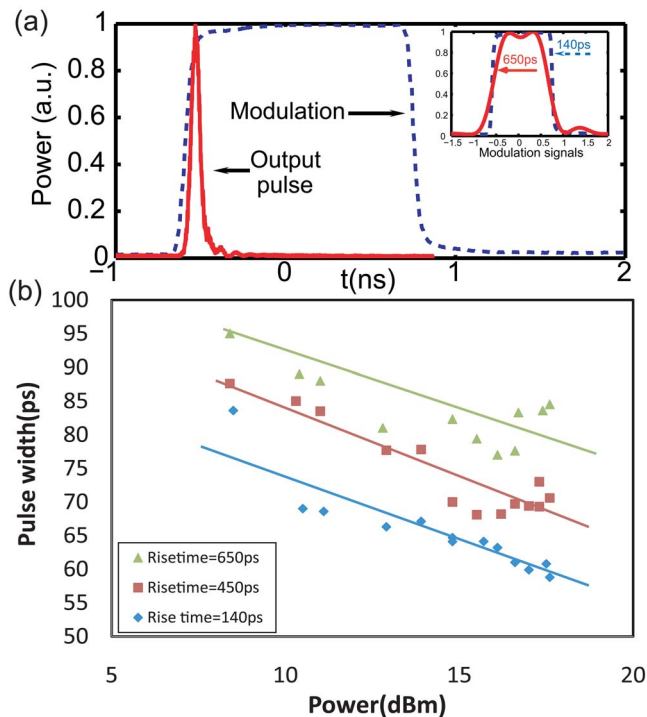 (a)
Power (a.u.)
1
0.8
0.6
0.4
0.2
0
−1
0
1
2
t(ns)
Modulation
Output
pulse
1
0.8
0.6
0.4
0.2
0
140ps
650ps
-1.5 -1 -0.5 0 0.5 1 1.5 2
Modulation signals
(b)
Pulse width(ps)
100
95
90
85
80
75
70
65
60
55
50
Risetime=650ps
Risetime=450ps
Rise time=140ps
5 10 15 20
Power(dBm)